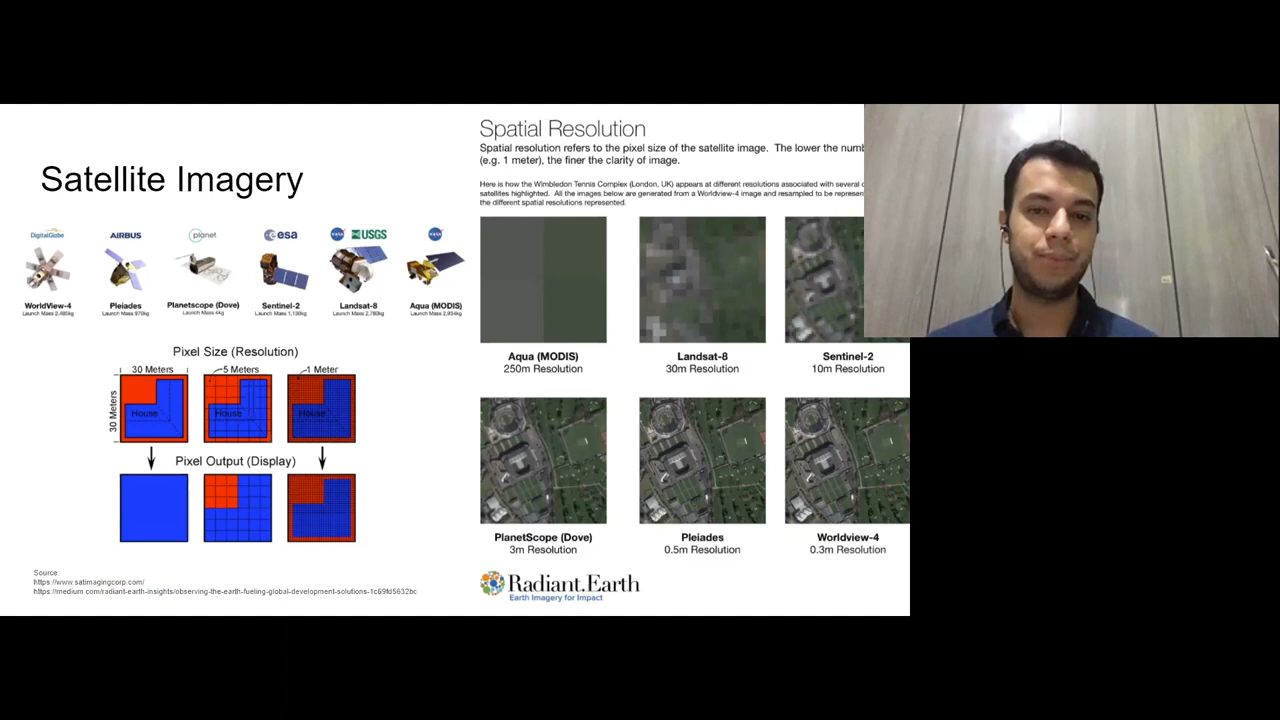 Satellite Imagery
DigitalGlobe
AIRBUS
planet
esa
USGS
WorldView-4
Pleiades
Planetscope (Dove)
Sentinel-2
Landsat-8
Aqua (MODIS)
Launch Mass 2,485kg
Launch Mass 970kg
Launch Mass 4kg
Launch Mass 1,130kg
Launch Mass 2,780kg
Launch Mass 2,934kg
Pixel Size (Resolution)
30 Meters
5 Meters
1 Meter
30 Meters
House
House
House
Pixel Output (Display)
Source:
https://www.satimagingcorp.com/
https://medium.com/radiant-earth-insights/observing-the-earth-fueling-global-development-solutions-1c69fd5632bc
Spatial Resolution
Spatial resolution refers to the pixel size of the satellite image. The lower the
(e.g. 1 meter), the finer the clarity of image.
Here is how the Wimbledon Tennis Complex (London, UK) appears at different resolutions associated with several
satellites highlighted. All the images below are generated from a Worldview-4 image and resampled to be
the different spatial resolutions represented.
Aqua (MODIS)
250m Resolution
Landsat-8
30m Resolution
Sentinel-2
10m Resolution
PlanetScope (Dove)
3m Resolution
Pleiades
0.5m Resolution
Worldview-4
0.3m Resolution
Radiant.Earth
Earth Imagery for Impact